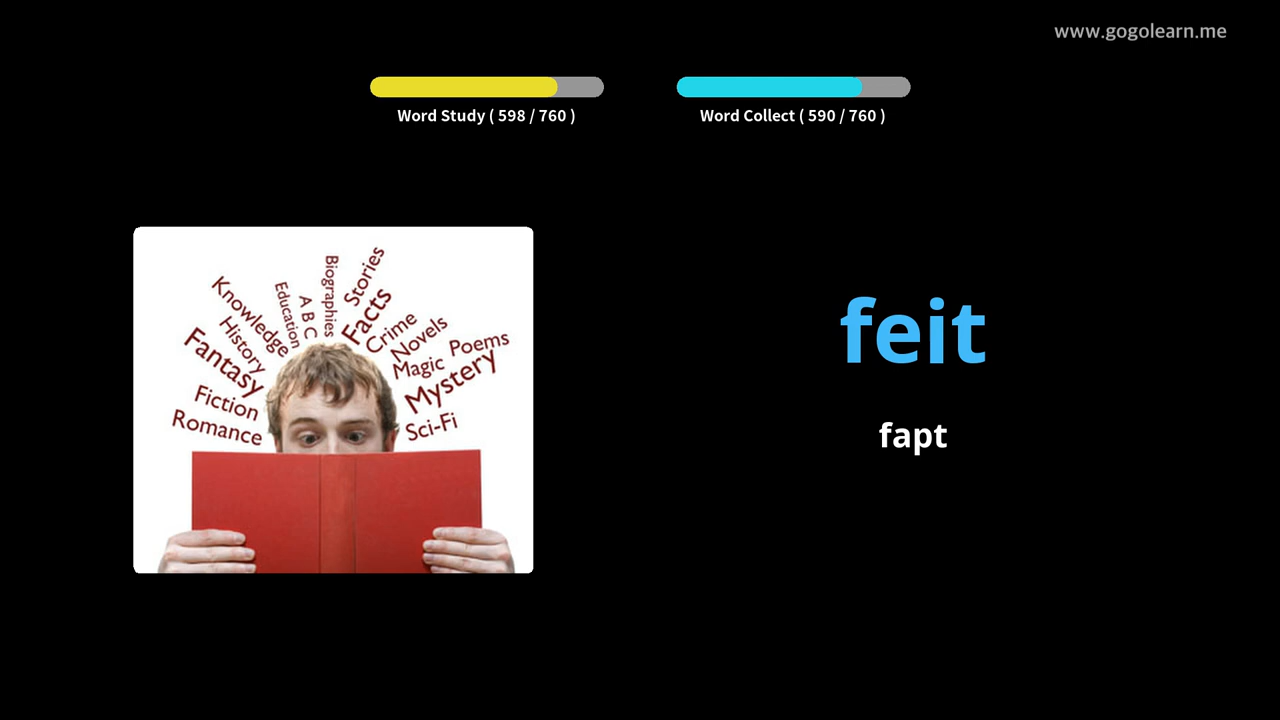 www.gogolearn.me
Word Study ( 598 / 760 )
Word Collect ( 590 / 760 )
Romance
Fiction
Fantasy
History
Knowledge
Education
A B C
Biographies
Stories
Facts
Crime
Novels
Magic
Poems
Mystery
Sci-Fi
feit
fapt